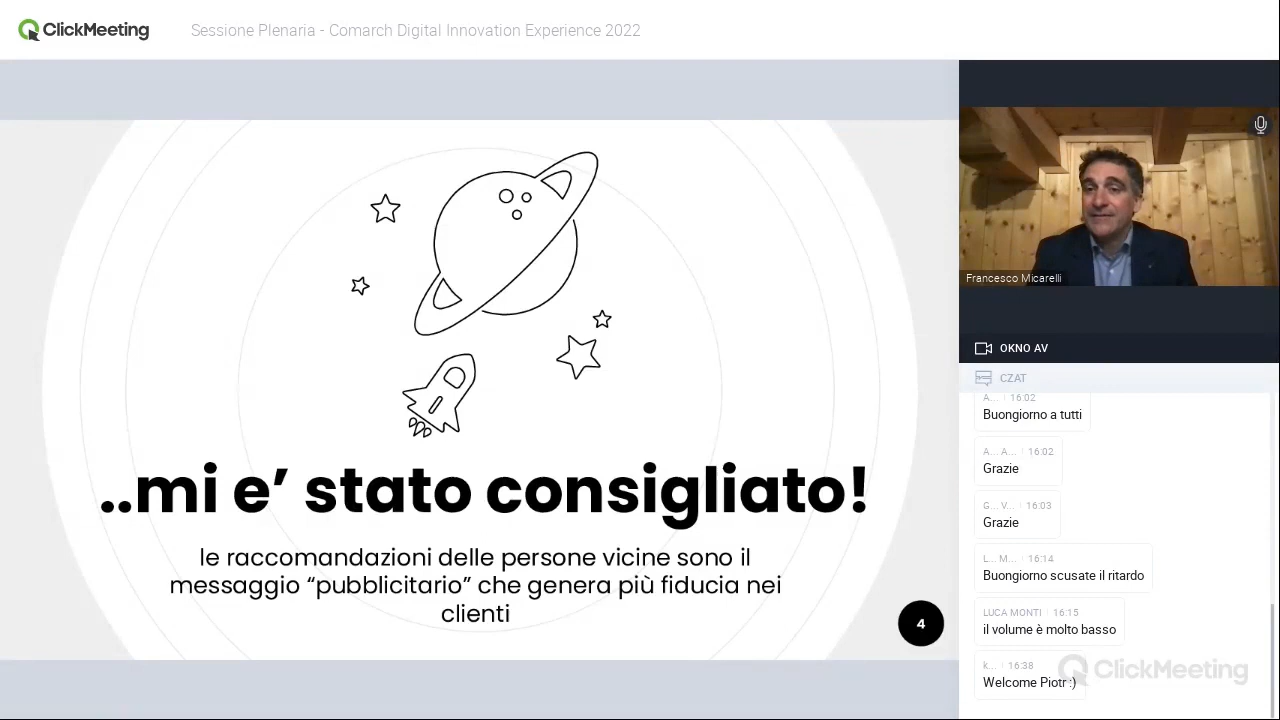 ClickMeeting
Sessione Plenaria - Comarch Digital Innovation Experience 2022
..mi e’ stato consigliato!
le raccomandazioni delle persone vicine sono il
messaggio “pubblicitario” che genera più fiducia nei
clienti
4
Francesco Micarelli
OKNO AV
CZAT
A... 16:02
Buongiorno a tutti
A... A... 16:02
Grazie
G... V... 16:03
Grazie
L... M... 16:14
Buongiorno scusate il ritardo
LUCA MONTI 16:15
il volume è molto basso
k... 16:38
Welcome Piotr :)
ClickMeeting